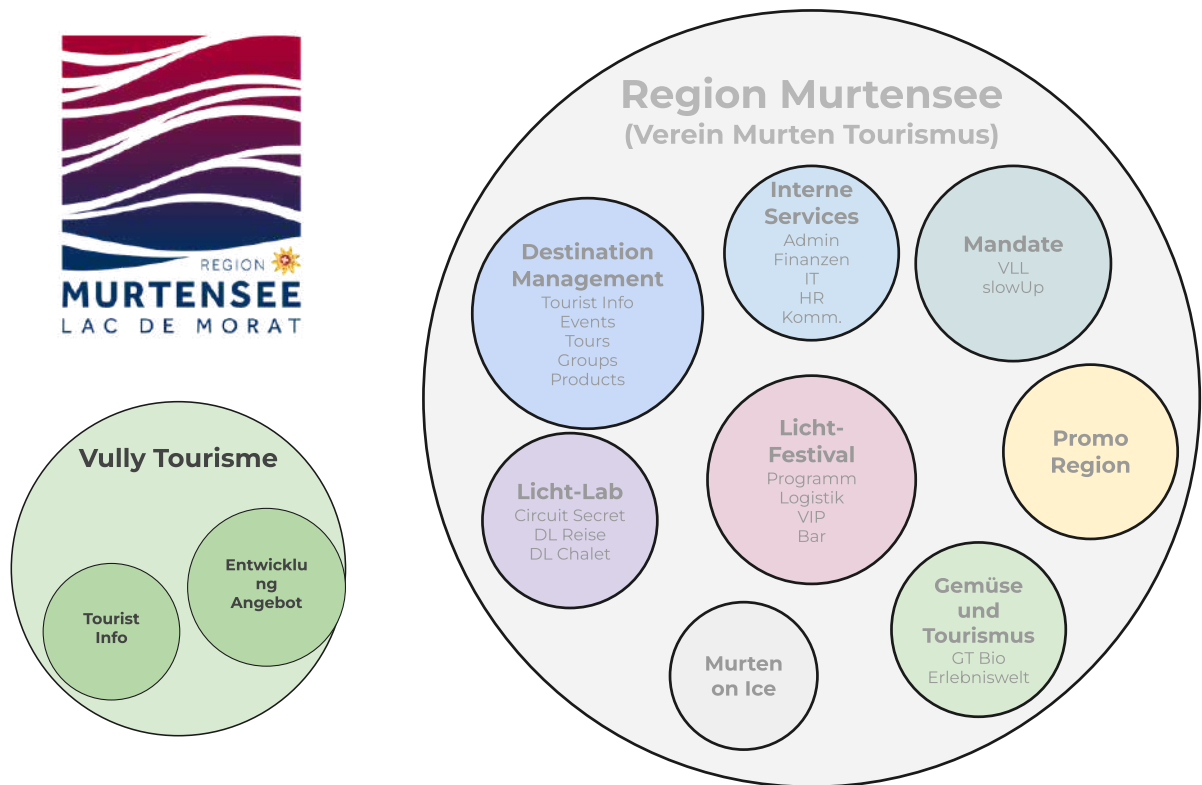 REGION
MURTENSEE
LAC DE MORAT
Region Murtensee
(Verein Murten Tourismus)
Interne
Services
Admin
Finanzen
IT
HR
Komm.
Mandate
VLL
slowUp
Destination
Management
Tourist Info
Events
Tours
Groups
Products
Licht-
Festival
Programm
Logistik
VIP
Bar
Promo
Region
Licht-Lab
Circuit Secret
DL Reise
DL Chalet
Gemüse
und
Tourismus
GT Bio
Erlebniswelt
Murten
on Ice
Vully Tourisme
Entwicklu
ng
Angebot
Tourist
Info